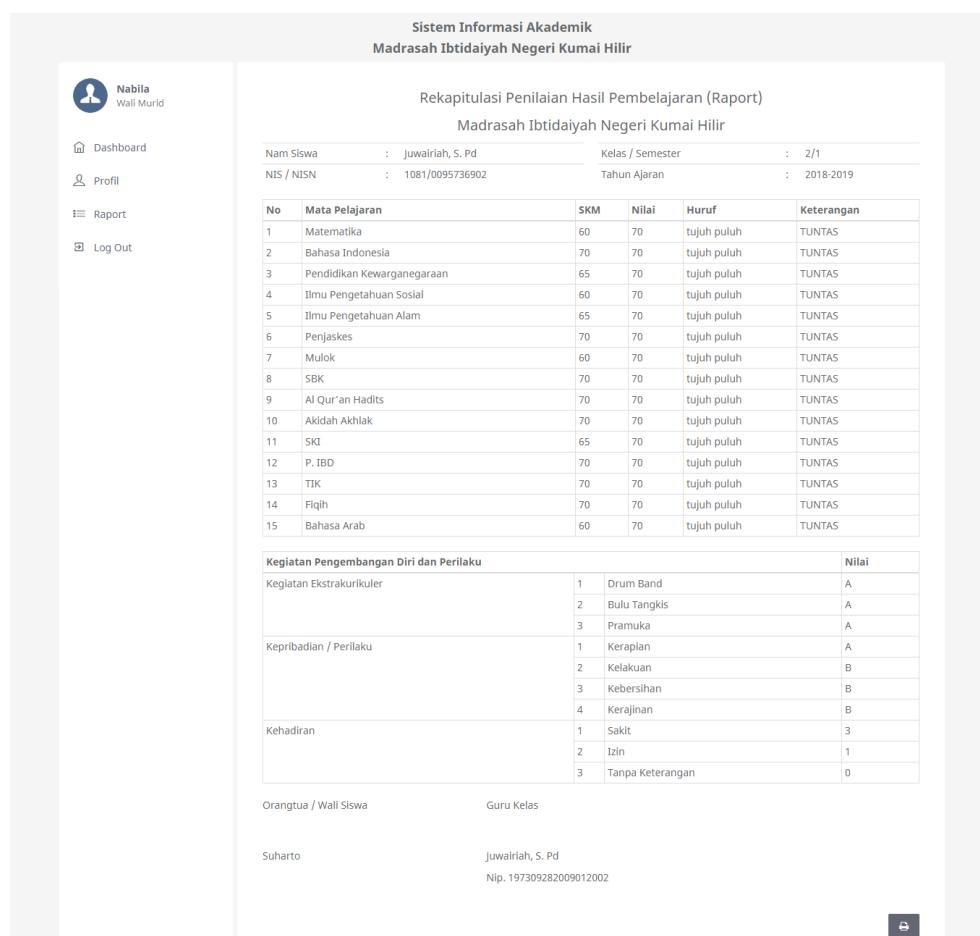 Sistem Informasi Akademik
Madrasah Ibtidaiyah Negeri Kumai Hilir
Nabila
Wali Murid
Dashboard
Profil
Raport
Log Out
Rekapitulasi Penilaian Hasil Pembelajaran (Raport)
Madrasah Ibtidaiyah Negeri Kumai Hilir
Nam Siswa : Juwairiah, S. Pd Kelas / Semester : 2/1
NIS / NISN : 1081/0095736902 Tahun Ajaran : 2018-2019
No Mata Pelajaran SKM Nilai Huruf Keterangan
1 Matematika 60 70 tujuh puluh TUNTAS
2 Bahasa Indonesia 70 70 tujuh puluh TUNTAS
3 Pendidikan Kewarganegaraan 65 70 tujuh puluh TUNTAS
4 Ilmu Pengetahuan Sosial 60 70 tujuh puluh TUNTAS
5 Ilmu Pengetahuan Alam 65 70 tujuh puluh TUNTAS
6 Penjaskes 70 70 tujuh puluh TUNTAS
7 Mulok 60 70 tujuh puluh TUNTAS
8 SBK 70 70 tujuh puluh TUNTAS
9 Al Qur'an Hadits 70 70 tujuh puluh TUNTAS
10 Akidah Akhlak 70 70 tujuh puluh TUNTAS
11 SKI 65 70 tujuh puluh TUNTAS
12 P. IBD 70 70 tujuh puluh TUNTAS
13 TIK 70 70 tujuh puluh TUNTAS
14 Fiqih 70 70 tujuh puluh TUNTAS
15 Bahasa Arab 60 70 tujuh puluh TUNTAS
Kegiatan Pengembangan Diri dan Perilaku Nilai
Kegiatan Ekstrakurikuler 1 Drum Band A
2 Bulu Tangkis A
3 Pramuka A
Kepribadian / Perilaku 1 Kerapian A
2 Kelakuan B
3 Kebersihan B
4 Kerajinan B
Kehadiran 1 Sakit 3
2 Izin 1
3 Tanpa Keterangan 0
Orangtua / Wali Siswa Guru Kelas
Suharto Juwairiah, S. Pd
Nip. 197309282009012002